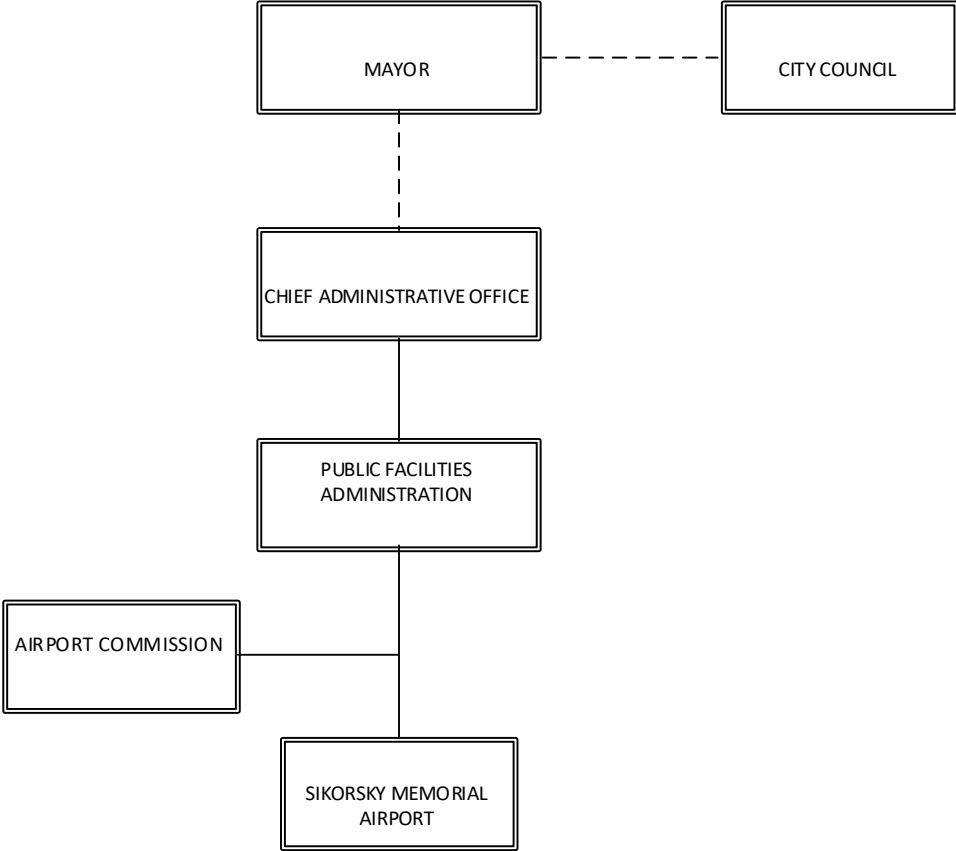 MAYOR
CITY COUNCIL
CHIEF ADMINISTRATIVE OFFICE
PUBLIC FACILITIES
ADMINISTRATION
AIRPORT COMMISSION
SIKORSKY MEMORIAL
AIRPORT